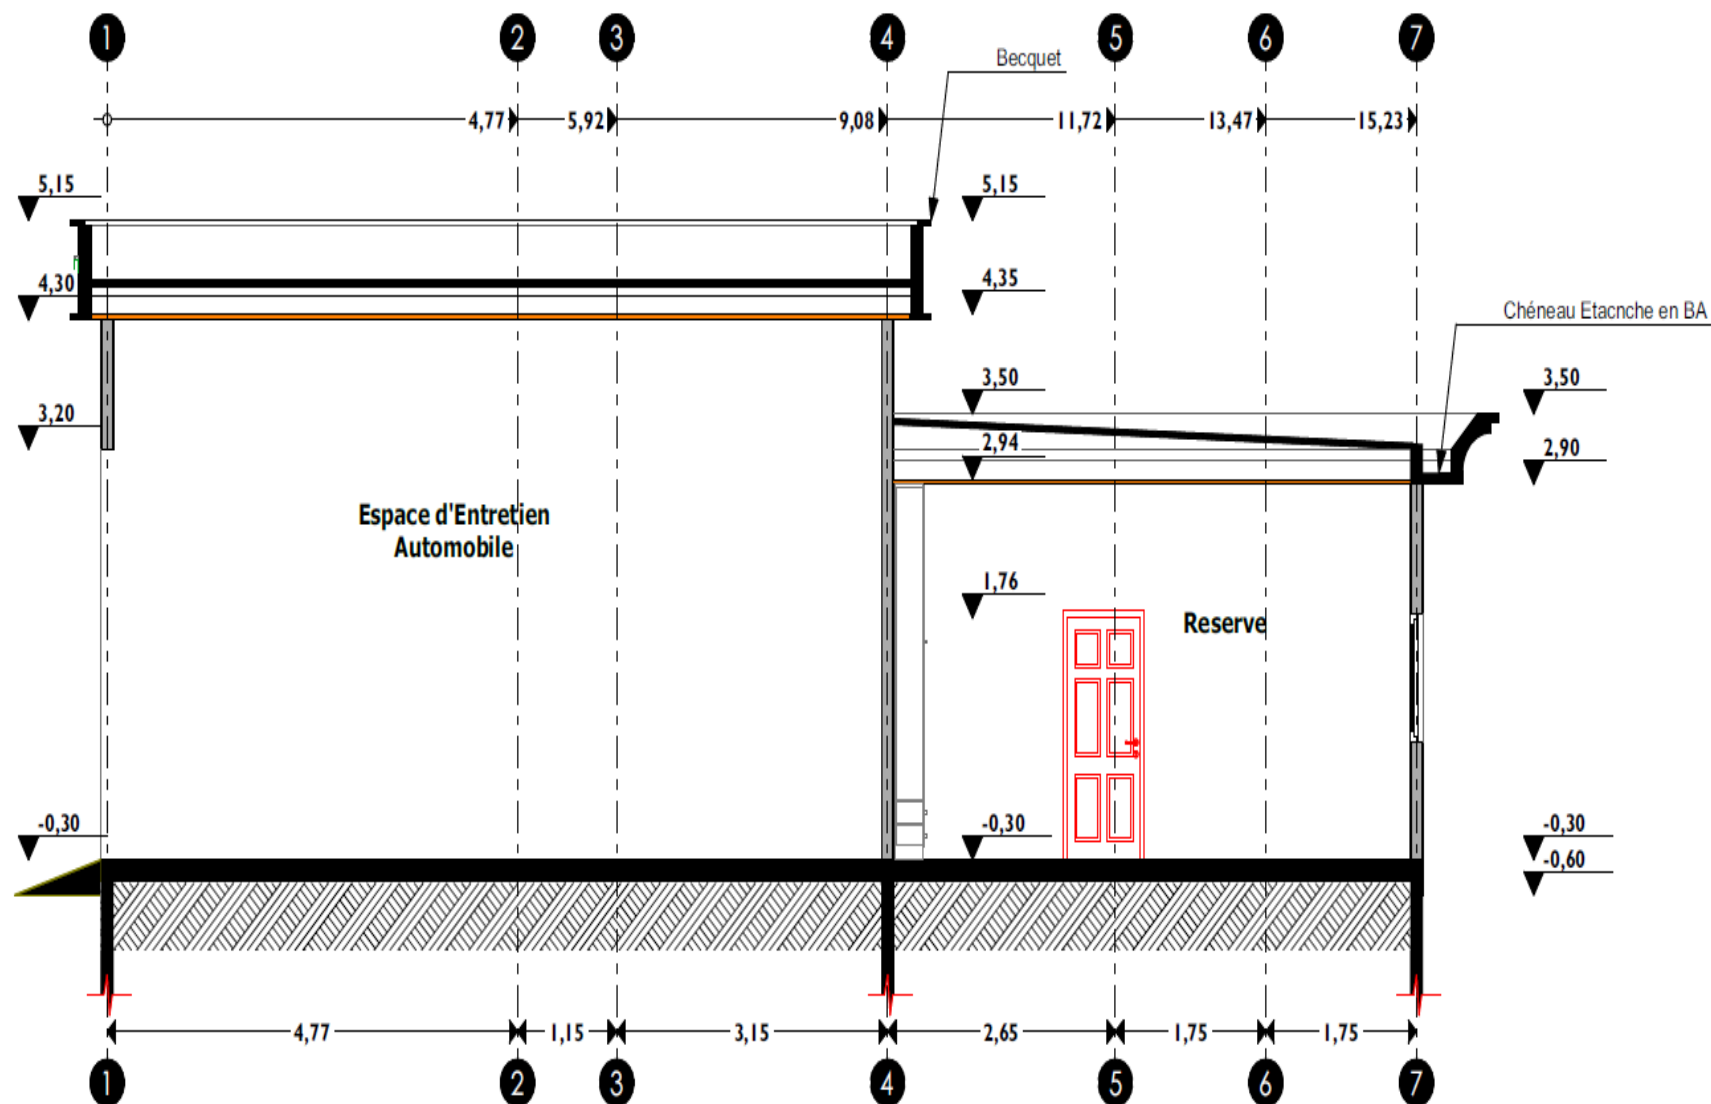 1 2 3 4 5 6 7
Becquet
4,77 5,92 9,08 11,72 13,47 15,23
5,15 5,15
4,30 4,35
Chéneau Etacnche en BA
3,50 3,50
3,20
2,94 2,90
Espace d'Entretien
Automobile
1,76
Reserve
-0,30 -0,30 -0,30
-0,60
4,77 1,15 3,15 2,65 1,75 1,75
1 2 3 4 5 6 7